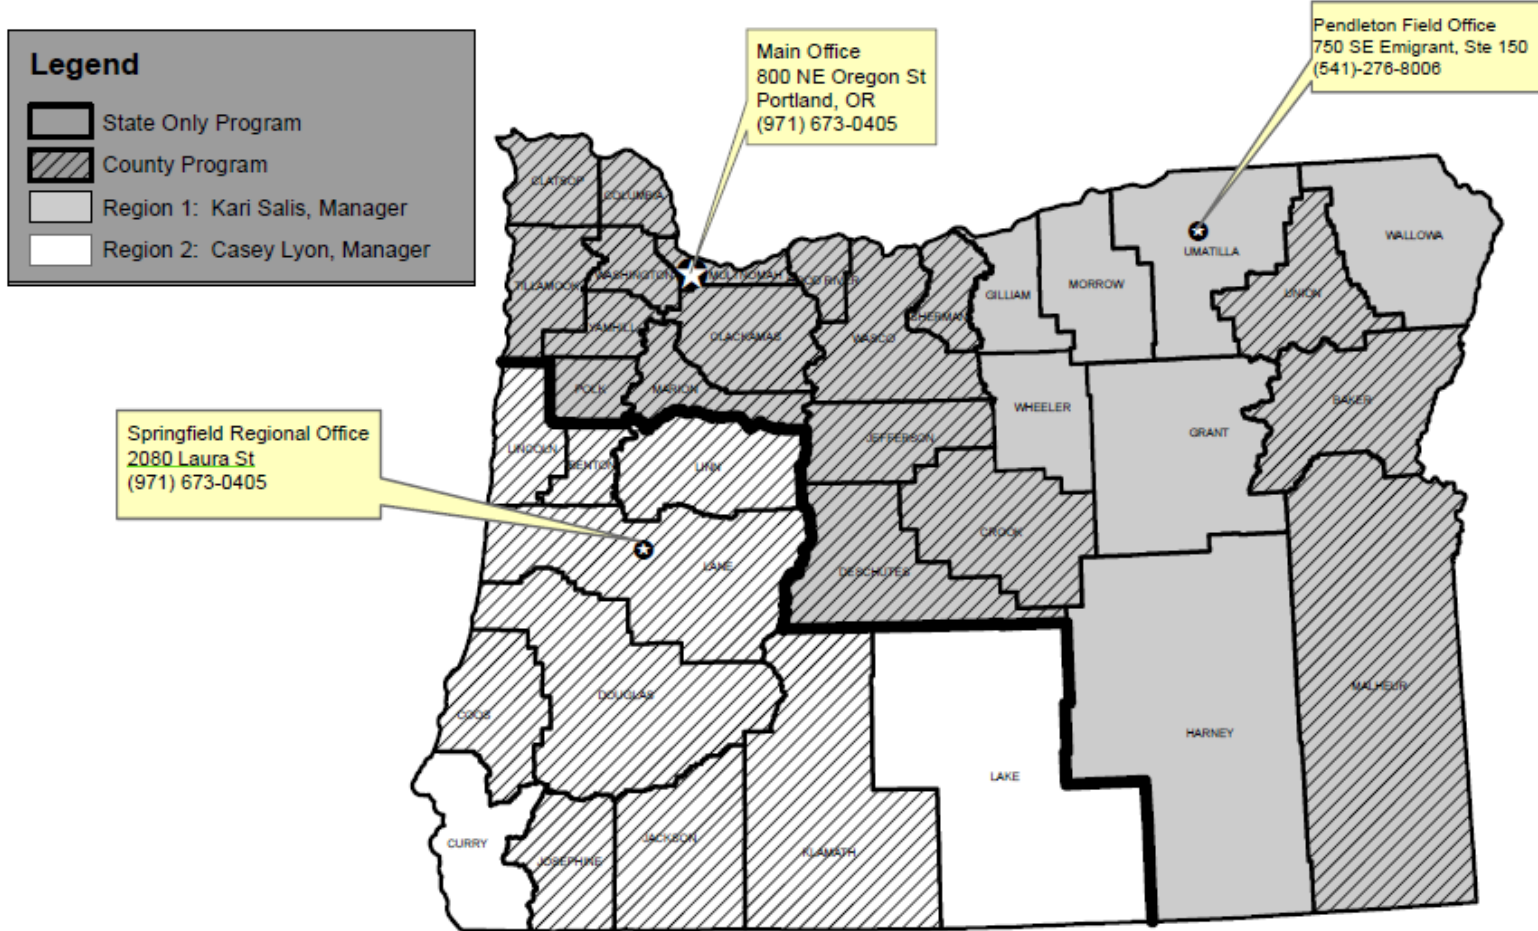 Legend
State Only Program
County Program
Region 1: Kari Salis, Manager
Region 2: Casey Lyon, Manager
Main Office
800 NE Oregon St
Portland, OR
(971) 673-0405
Pendleton Field Office
750 SE Emigrant, Ste 150
(541)-276-8006
Springfield Regional Office
2080 Laura St
(971) 673-0405
CLATSOP
COLUMBIA
TILLAMOOK
WASHINGTON
MULTNOMAH
HOOD RIVER
YAMHILL
CLACKAMAS
WASCO
SHERMAN
GILLIAM
MORROW
UMATILLA
UNION
WALLOWA
POLK
MARION
LINCOLN
BENTON
LINN
JEFFERSON
WHEELER
GRANT
BAKER
LANE
DESCHUTES
CROOK
DOUGLAS
COOS
CURRY
JOSEPHINE
JACKSON
KLAMATH
LAKE
HARNEY
MALHEUR